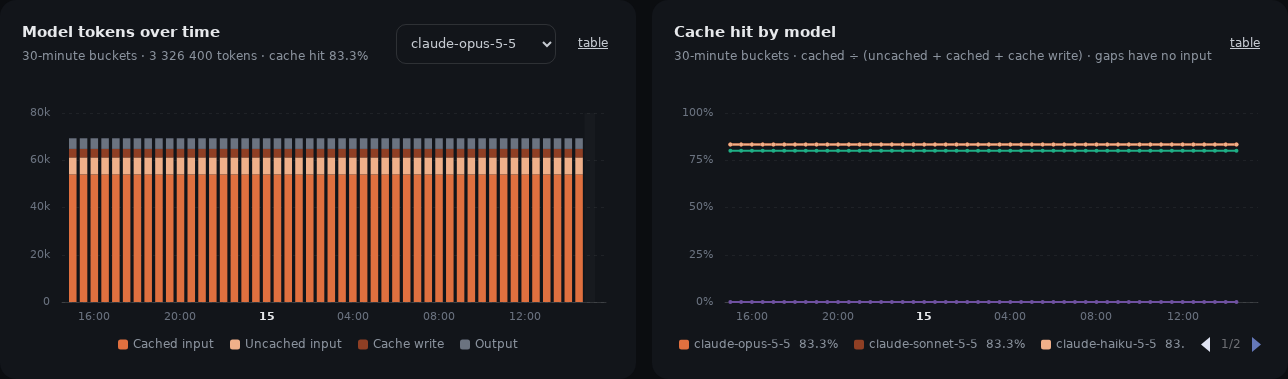 Model tokens over time
30-minute buckets · 3 326 400 tokens · cache hit 83.3%
claude-opus-5-5
table
80k
60k
40k
20k
0
16:00 20:00 15 04:00 08:00 12:00
Cached input Uncached input Cache write Output
Cache hit by model
30-minute buckets · cached ÷ (uncached + cached + cache write) · gaps have no input
table
100%
75%
50%
25%
0%
16:00 20:00 15 04:00 08:00 12:00
claude-opus-5-5 83.3% claude-sonnet-5-5 83.3% claude-haiku-5-5 83. 1/2